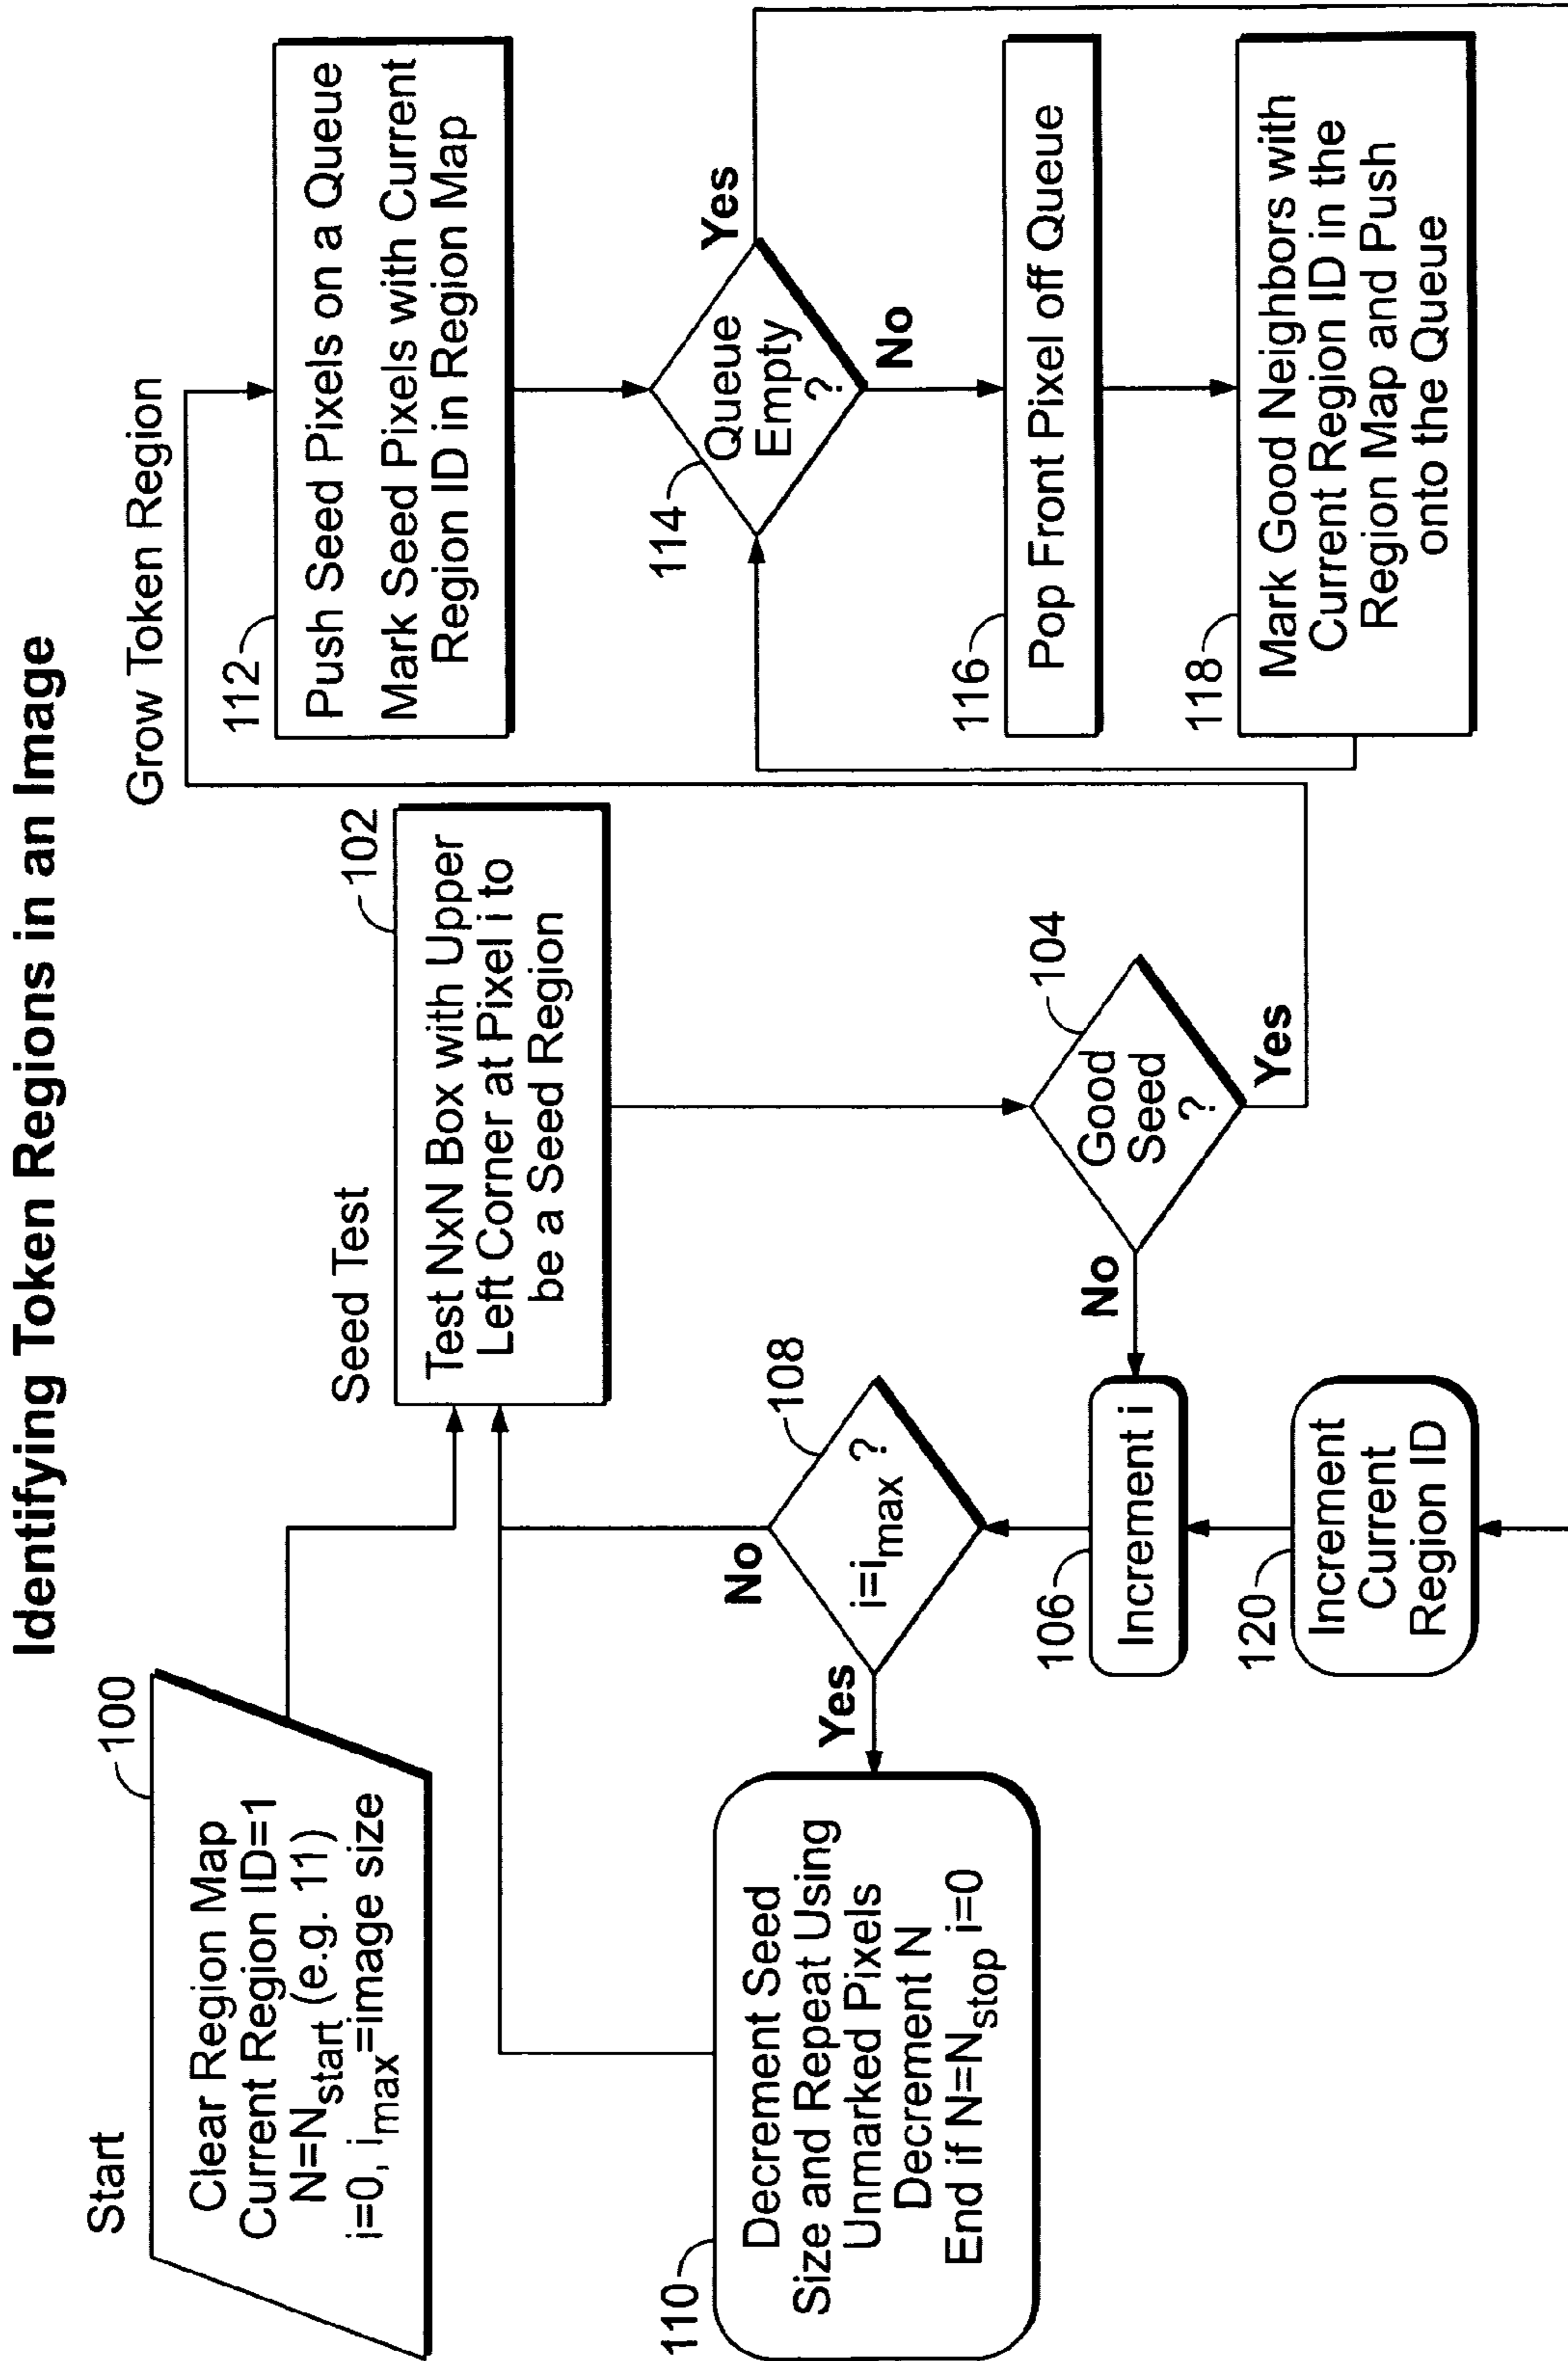 Identifying Token Regions in an Image
Start
100
Clear Region Map
Current Region ID=1
N=Nstart (e.g. 11)
i=0, imax=image size
Seed Test
102
Test NxN Box with Upper
Left Corner at Pixel i to
be a Seed Region
104
Good
Seed
?
No
Yes
106
Increment i
108
i=imax ?
No
Yes
110
Decrement Seed
Size and Repeat Using
Unmarked Pixels
Decrement N
End if N=Nstop i=0
Grow Token Region
112
Push Seed Pixels on a Queue
Mark Seed Pixels with Current
Region ID in Region Map
114
Queue
Empty
?
Yes
No
116
Pop Front Pixel off Queue
118
Mark Good Neighbors with
Current Region ID in the
Region Map and Push
onto the Queue
120
Increment
Current
Region ID